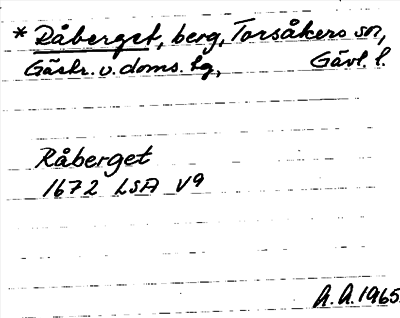 * Råberget, berg, Torsåkers sn,
Gästr. v. doms. lg, Gävl. l.
Råberget
1672 LSA V9
A.A. 1965